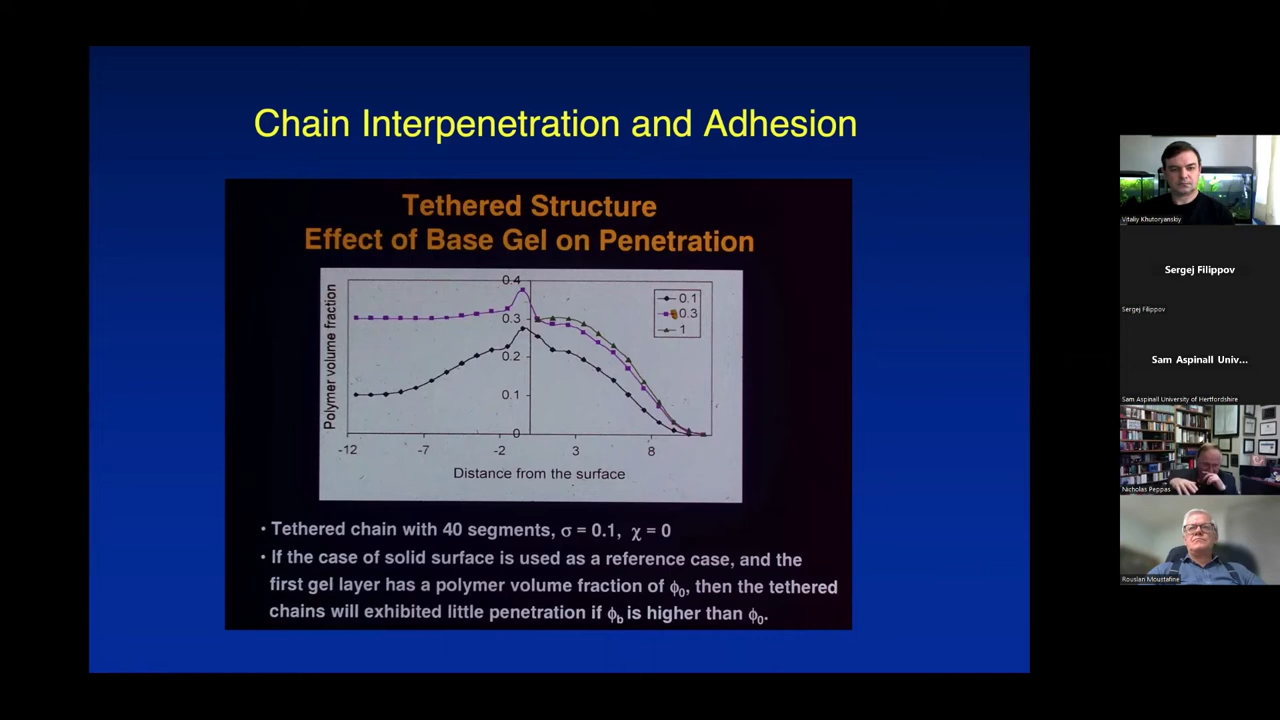 Chain Interpenetration and Adhesion
Tethered Structure
Effect of Base Gel on Penetration
Polymer volume fraction
0.4
0.3
0.2
0.1
0
-12
-7
-2
3
8
Distance from the surface
0.1
0.3
1
• Tethered chain with 40 segments, σ = 0.1, χ = 0
• If the case of solid surface is used as a reference case, and the
first gel layer has a polymer volume fraction of ϕ₀, then the tethered
chains will exhibited little penetration if ϕb is higher than ϕ₀.
Vitaliy Khutoryanskiy
Sergej Filippov
Sergej Filippov
Sam Aspinall Univ...
Sam Aspinall University of Hertfordshire
Nicholas Peppas
Rouslan Moustafine